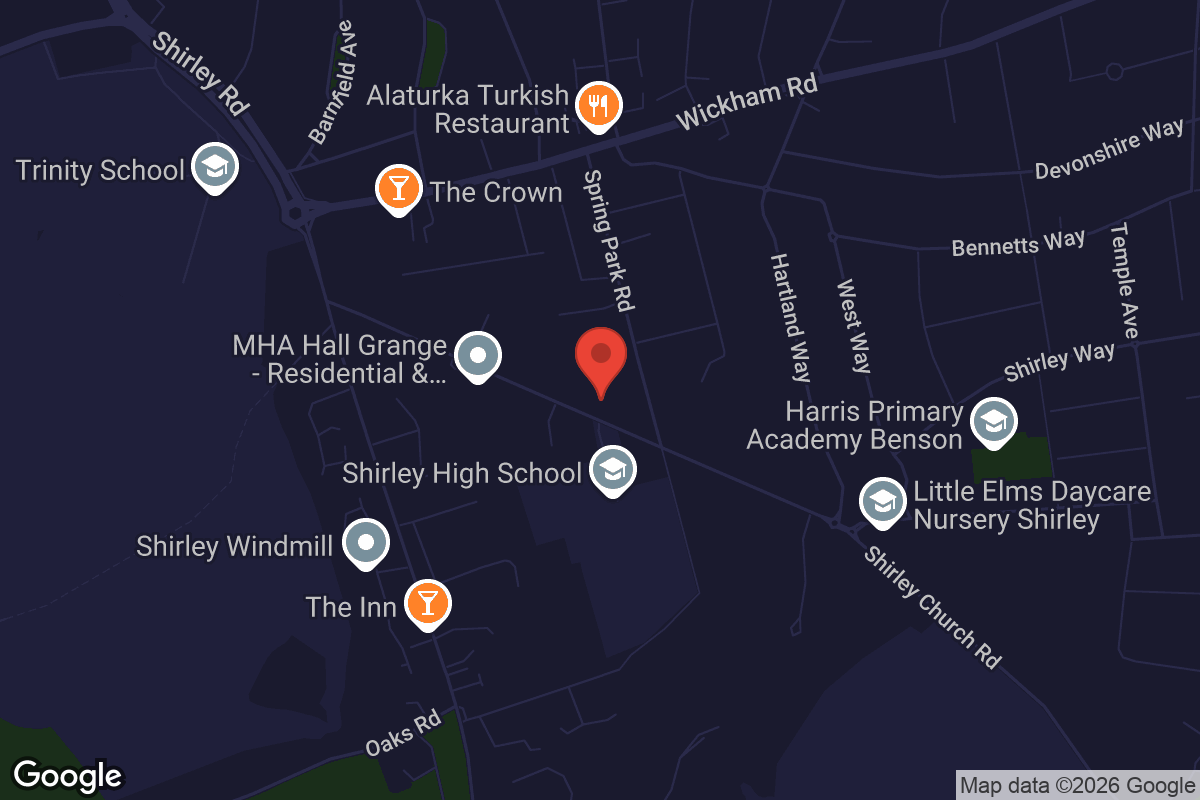 Shirley Rd
Barnfield Ave
Alaturka Turkish
Restaurant
Wickham Rd
Devonshire Way
Trinity School
The Crown
Spring Park Rd
Bennetts Way
Temple Ave
Hartland Way
West Way
MHA Hall Grange
- Residential &...
Shirley Way
Harris Primary
Academy Benson
Shirley High School
Little Elms Daycare
Nursery Shirley
Shirley Windmill
Shirley Church Rd
The Inn
Oaks Rd
Google
Map data ©2026 Google